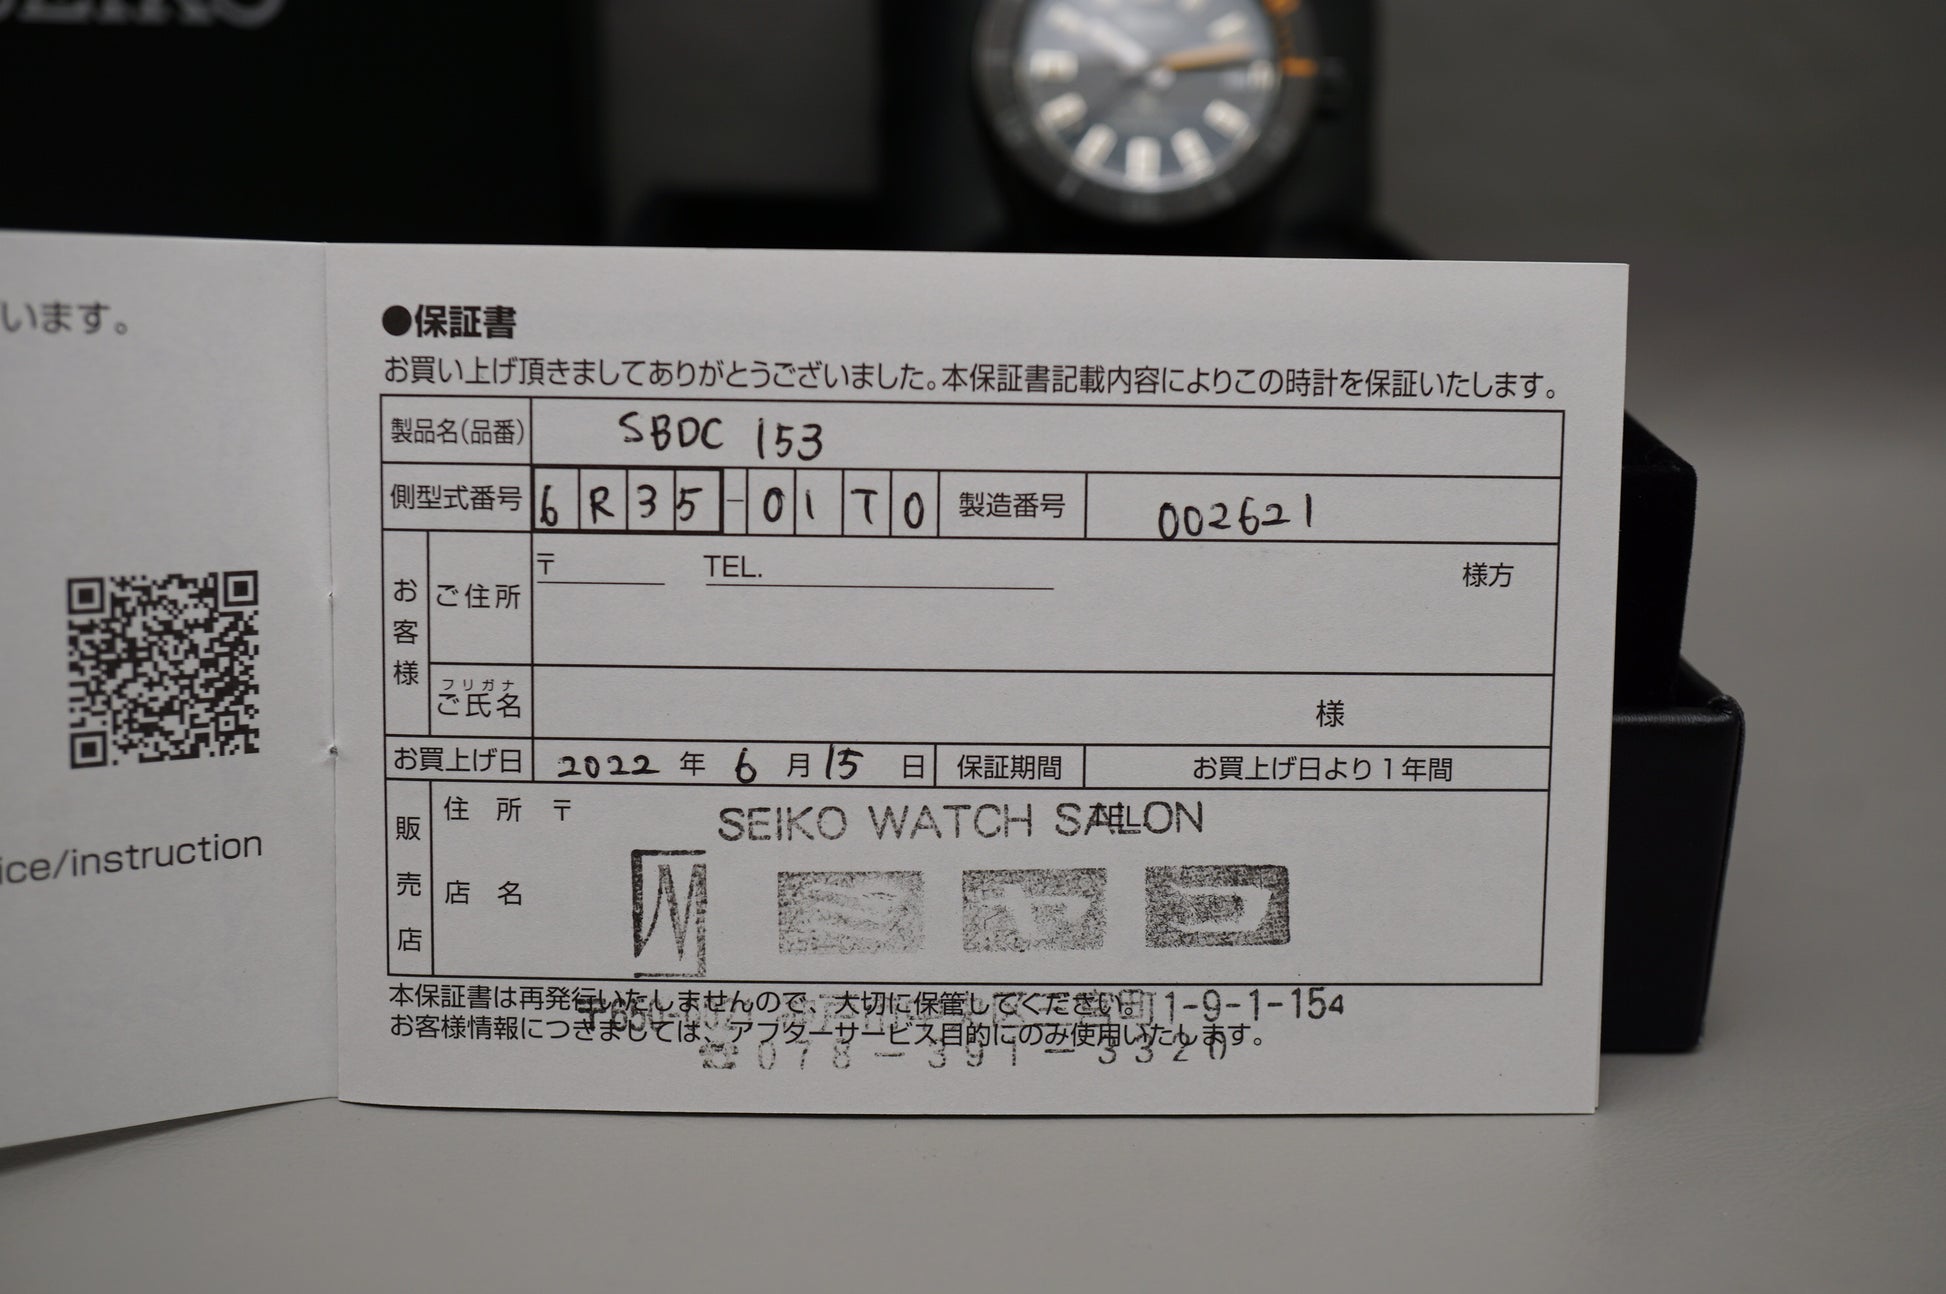 SEIKO
います。
ice/instruction
●保証書
お買い上げ頂きましてありがとうございました。本保証書記載内容によりこの時計を保証いたします。
製品名(品番) SBDC 153
側型式番号 6R35-01T0 製造番号 002621
お客様
ご住所 〒 TEL. 様方
フリガナ
ご氏名 様
お買上げ日 2022 年 6 月 15 日 保証期間 お買上げ日より1年間
販売店
住所 〒 TEL.
SEIKO WATCH SALON
店名
ミヤコ
本保証書は再発行いたしませんので、大切に保管してください。
〒650- 町1-9-1-154
お客様情報につきましては、アフターサービス目的にのみ使用いたします。
☎078-391-3320